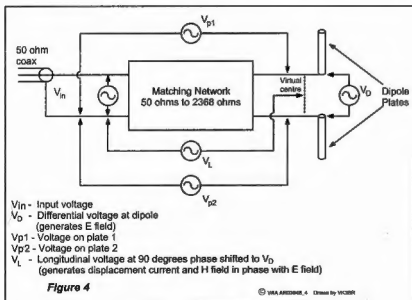 Vp1
50 ohm
coax
Vin
Matching Network
50 ohms to 2368 ohms
Virtual
centre
VD
Dipole
Plates
VL
Vp2
Vin - Input voltage
VD - Differential voltage at dipole
(generates E field)
Vp1 - Voltage on plate 1
Vp2 - Voltage on plate 2
VL - Longitudinal voltage at 90 degrees phase shifted to VD
(generates displacement current and H field in phase with E field)
Figure 4
Drawn by VK3BR